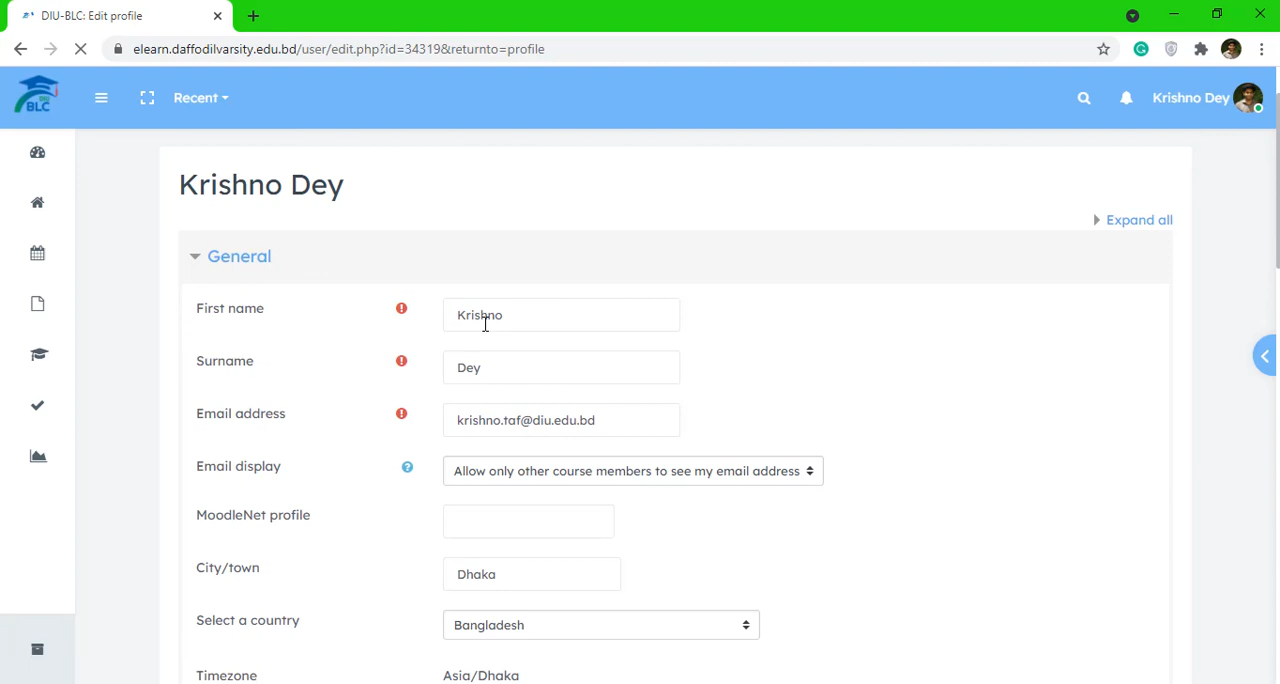 DIU-BLC: Edit profile
elearn.daffodilvarsity.edu.bd/user/edit.php?id=34319&returnto=profile
DIU
BLC
Recent
Krishno Dey
Krishno Dey
Expand all
General
First name
Krishno
Surname
Dey
Email address
krishno.taf@diu.edu.bd
Email display
Allow only other course members to see my email address
MoodleNet profile
City/town
Dhaka
Select a country
Bangladesh
Timezone
Asia/Dhaka